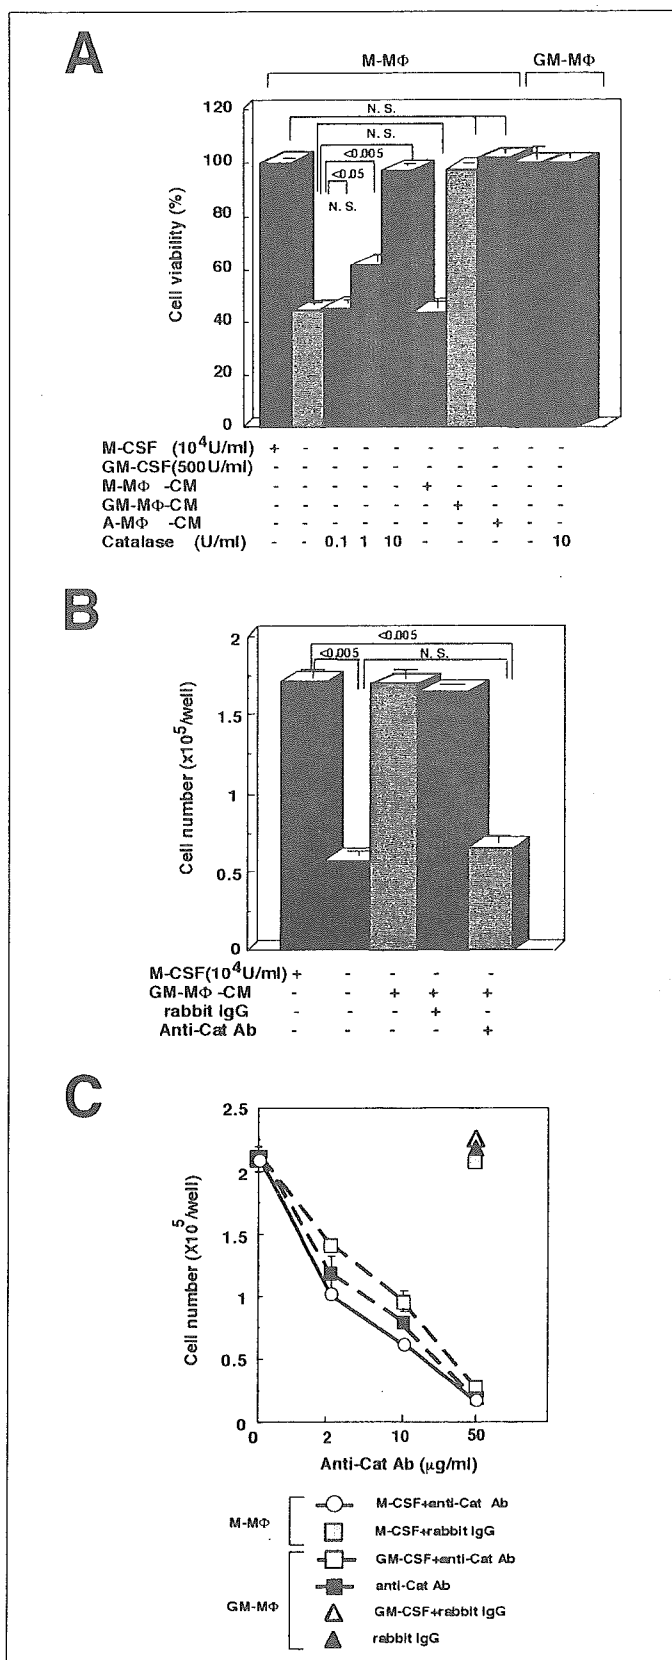 A
M-MΦ GM-MΦ
N. S.
N. S.
<0.005
<0.05
N. S.
120
100
80
60
40
20
0
Cell viability (%)
M-CSF (10⁴U/ml) + - - - - - - - - -
GM-CSF(500U/ml) - - - - - - - - - -
M-MΦ -CM - - - - - + - - - -
GM-MΦ-CM - - - - - - + - - -
A-MΦ -CM - - - - - - - + - -
Catalase (U/ml) - - 0.1 1 10 - - - - 10
B
<0.005
<0.005 N. S.
2
1.5
1
0.5
0
Cell number (x10⁵/well)
M-CSF(10⁴U/ml) + - - - -
GM-MΦ -CM - - + + +
rabbit IgG - - - + -
Anti-Cat Ab - - - - +
C
2.5
2
1.5
1
0.5
0
Cell number (X10⁵/well)
0 2 10 50
Anti-Cat Ab (μg/ml)
M-MΦ
M-CSF+anti-Cat Ab
M-CSF+rabbit IgG
GM-MΦ
GM-CSF+anti-Cat Ab
anti-Cat Ab
GM-CSF+rabbit IgG
rabbit IgG